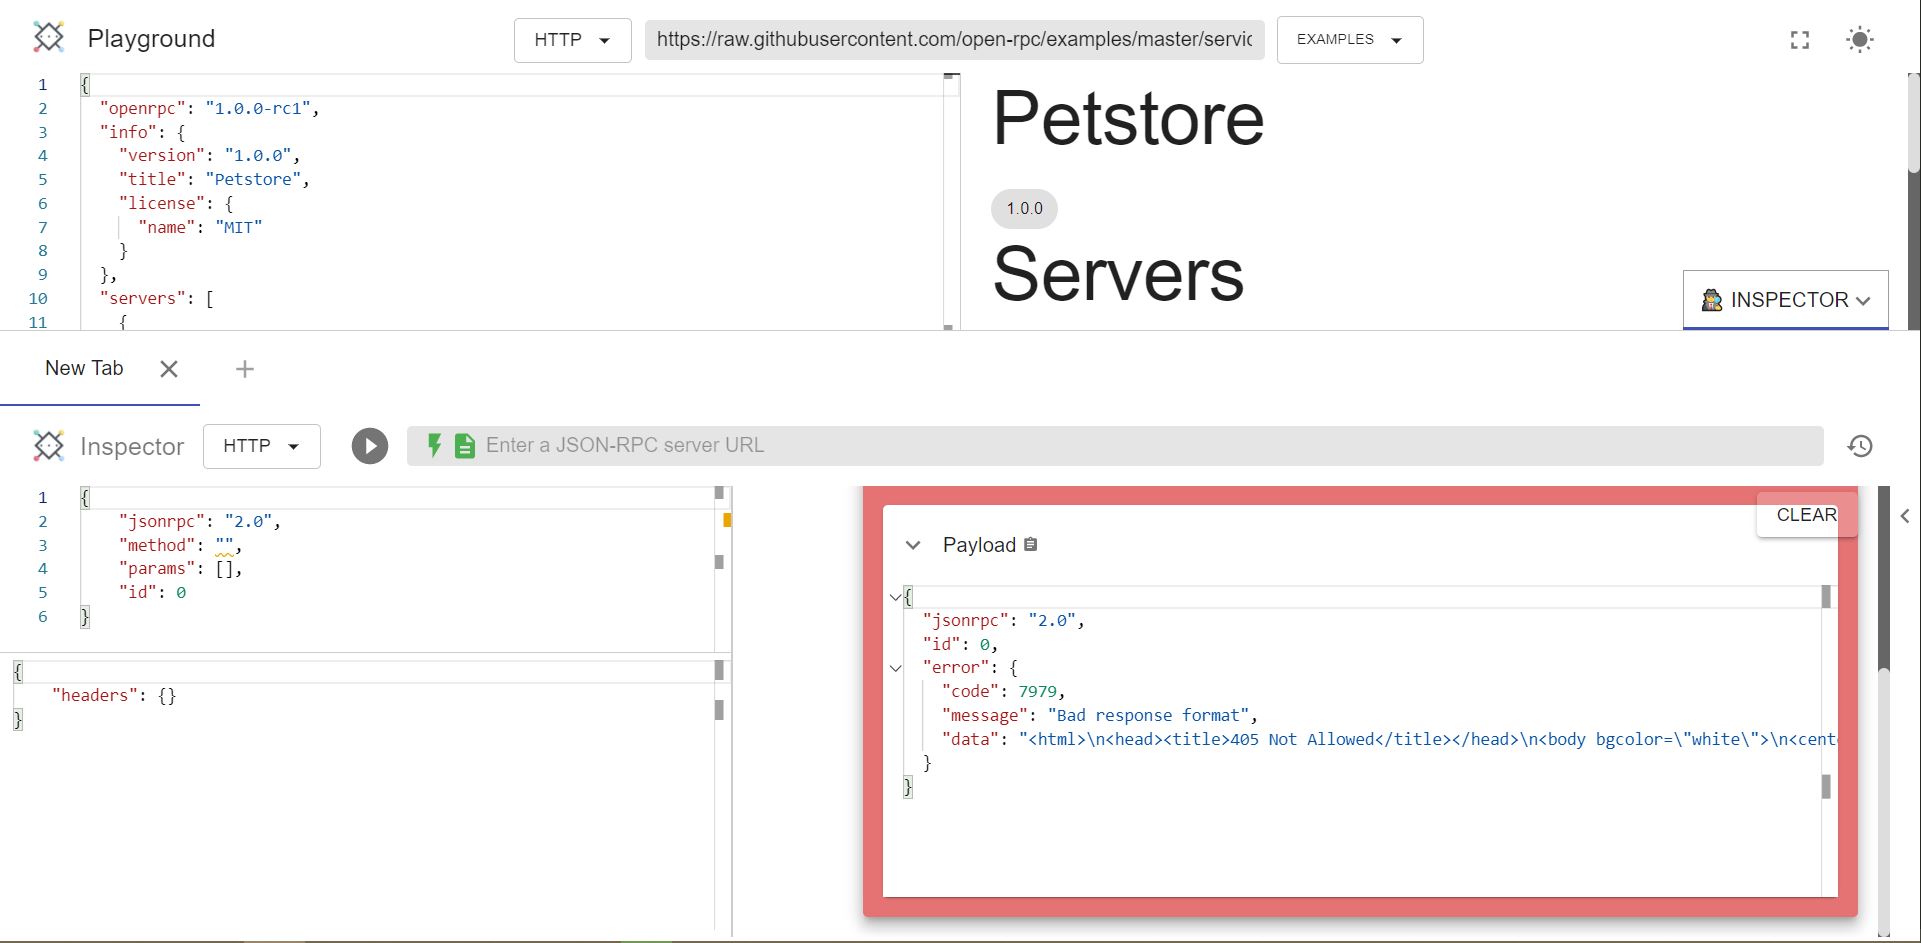 Playground
HTTP
https://raw.githubusercontent.com/open-rpc/examples/master/servic
EXAMPLES
1 {
2 "openrpc": "1.0.0-rc1",
3 "info": {
4 "version": "1.0.0",
5 "title": "Petstore",
6 "license": {
7 "name": "MIT"
8 }
9 },
10 "servers": [
11 {
Petstore
1.0.0
Servers
INSPECTOR
New Tab
Inspector
HTTP
Enter a JSON-RPC server URL
1 {
2 "jsonrpc": "2.0",
3 "method": "",
4 "params": [],
5 "id": 0
6 }
{
"headers": {}
}
CLEAR
Payload
{
"jsonrpc": "2.0",
"id": 0,
"error": {
"code": 7979,
"message": "Bad response format",
"data": "<html>\n<head><title>405 Not Allowed</title></head>\n<body bgcolor=\"white\">\n<cent
}
}